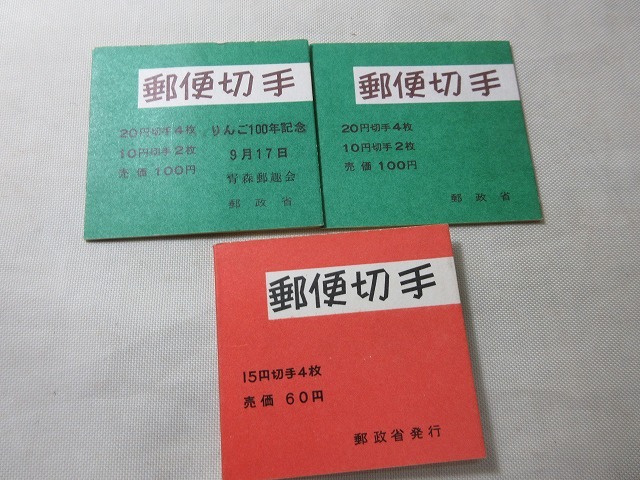 郵便切手
20円切手4枚 りんご100年記念
10円切手2枚 9月17日
売価 100円 青森郵趣会
郵政省
郵便切手
20円切手4枚
10円切手2枚
売価 100円
郵政省
郵便切手
15円切手4枚
売価 60円
郵政省発行